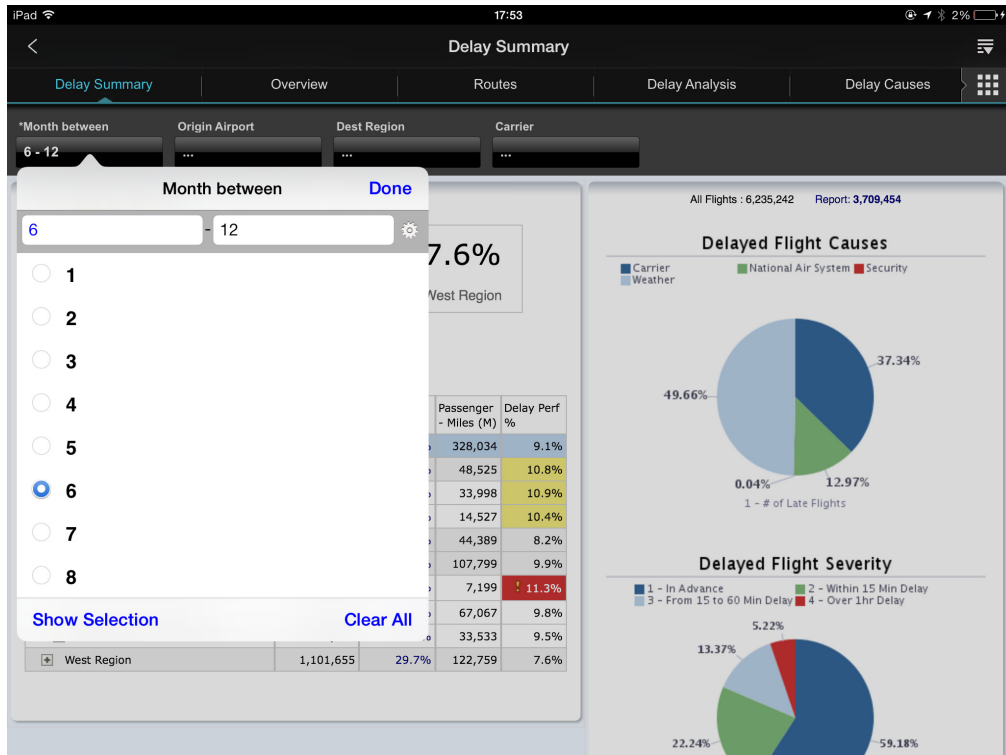 iPad 17:53 2%
Delay Summary
Delay Summary Overview Routes Delay Analysis Delay Causes
*Month between Origin Airport Dest Region Carrier
6 - 12 ... ... ...
Month between Done
6 - 12
1
2
3
4
5
6
7
8
Show Selection Clear All
7.6%
West Region
Passenger Delay Perf
- Miles (M) %
328,034 9.1%
48,525 10.8%
33,998 10.9%
14,527 10.4%
44,389 8.2%
107,799 9.9%
7,199 ! 11.3%
67,067 9.8%
33,533 9.5%
West Region 1,101,655 29.7% 122,759 7.6%
All Flights : 6,235,242 Report: 3,709,454
Delayed Flight Causes
Carrier National Air System Security
Weather
37.34%
49.66%
0.04% 12.97%
1 - # of Late Flights
Delayed Flight Severity
1 - In Advance 2 - Within 15 Min Delay
3 - From 15 to 60 Min Delay 4 - Over 1hr Delay
5.22%
13.37%
22.24% 59.18%